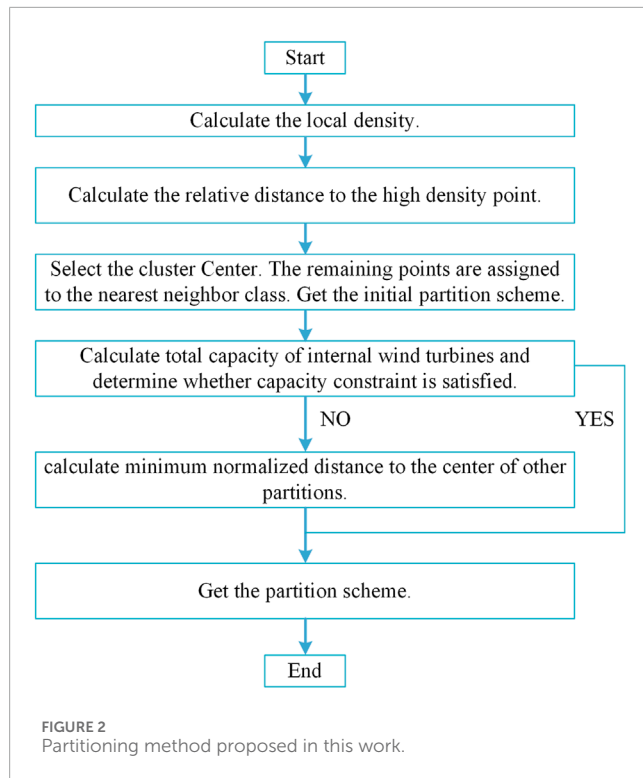 Start
Calculate the local density.
Calculate the relative distance to the high density point.
Select the cluster Center. The remaining points are assigned
to the nearest neighbor class. Get the initial partition scheme.
Calculate total capacity of internal wind turbines and
determine whether capacity constraint is satisfied.
NO
YES
calculate minimum normalized distance to the center of other
partitions.
Get the partition scheme.
End
FIGURE 2
Partitioning method proposed in this work.